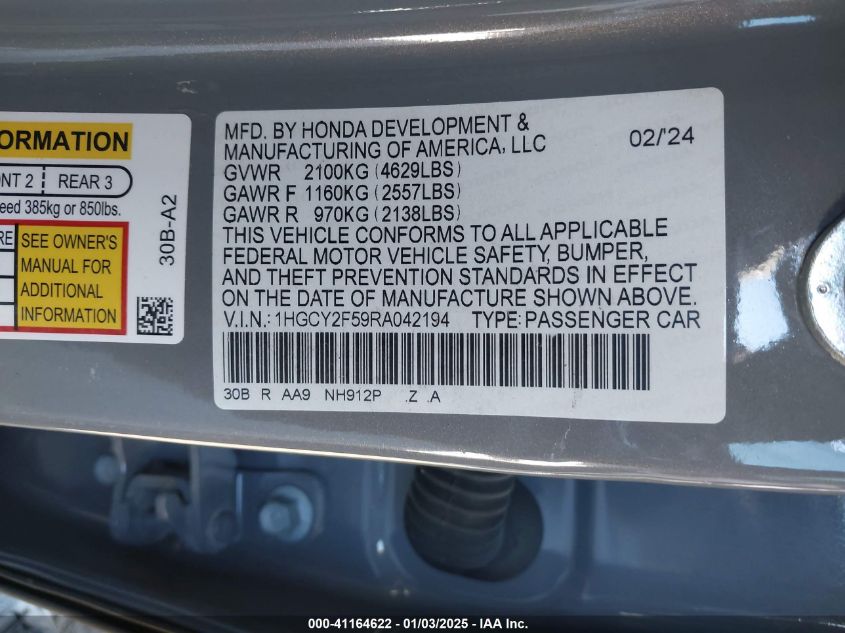 ORMATION
NT 2 REAR 3
eed 385kg or 850lbs.
RE
SEE OWNER'S
MANUAL FOR
ADDITIONAL
INFORMATION
30B-A2
MFD. BY HONDA DEVELOPMENT & 02/'24
MANUFACTURING OF AMERICA, LLC
GVWR 2100KG (4629LBS)
GAWR F 1160KG (2557LBS)
GAWR R 970KG (2138LBS)
THIS VEHICLE CONFORMS TO ALL APPLICABLE
FEDERAL MOTOR VEHICLE SAFETY, BUMPER,
AND THEFT PREVENTION STANDARDS IN EFFECT
ON THE DATE OF MANUFACTURE SHOWN ABOVE.
V.I.N.: 1HGCY2F59RA042194 TYPE: PASSENGER CAR
30B R AA9 NH912P .Z .A
000-41164622 - 01/03/2025 - IAA Inc.